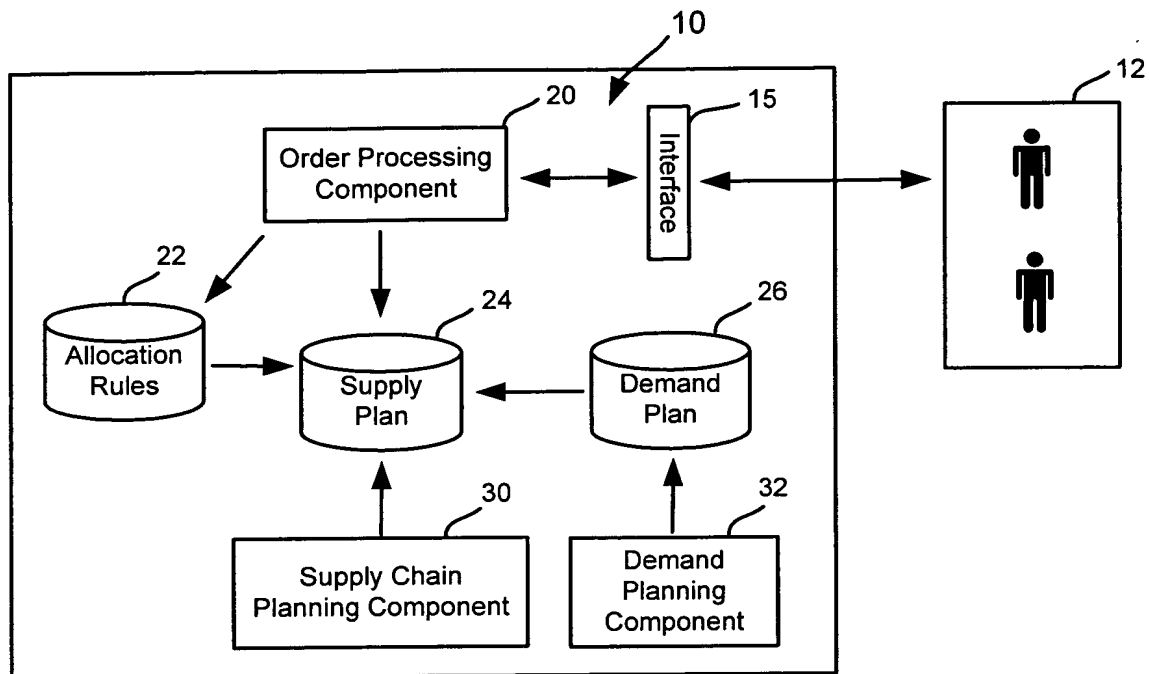 10
12
20
15
Order Processing
Component
Interface
22
24
26
Allocation
Rules
Supply
Plan
Demand
Plan
30
32
Supply Chain
Planning Component
Demand
Planning
Component